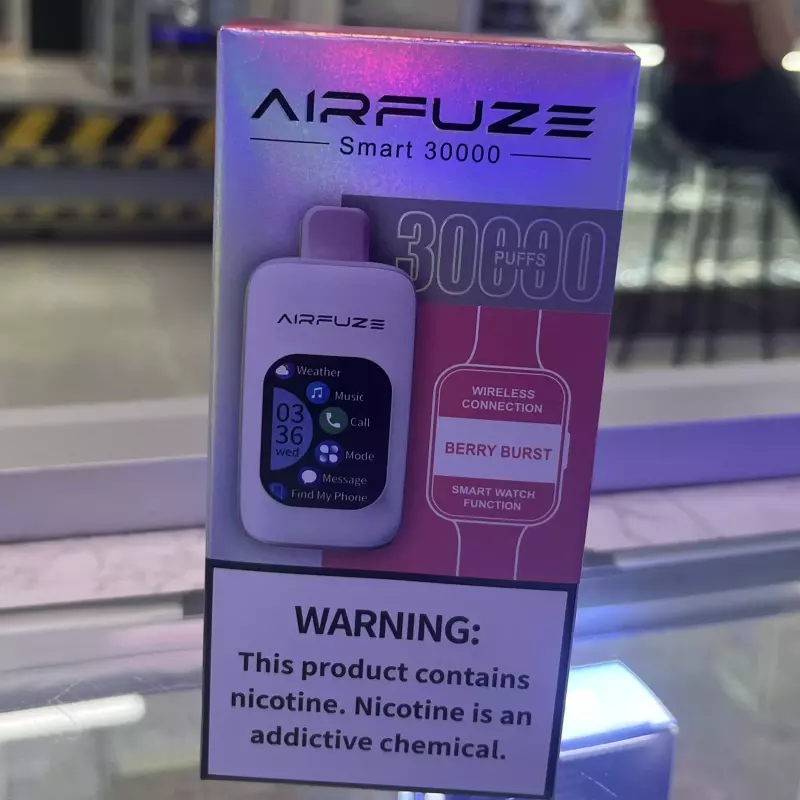 AIRFUZE
Smart 30000
30000
PUFFS
AIRFUZE
Weather
Music
03
36
wed
Call
Mode
Message
Find My Phone
WIRELESS
CONNECTION
BERRY BURST
SMART WATCH
FUNCTION
WARNING:
This product contains
nicotine. Nicotine is an
addictive chemical.